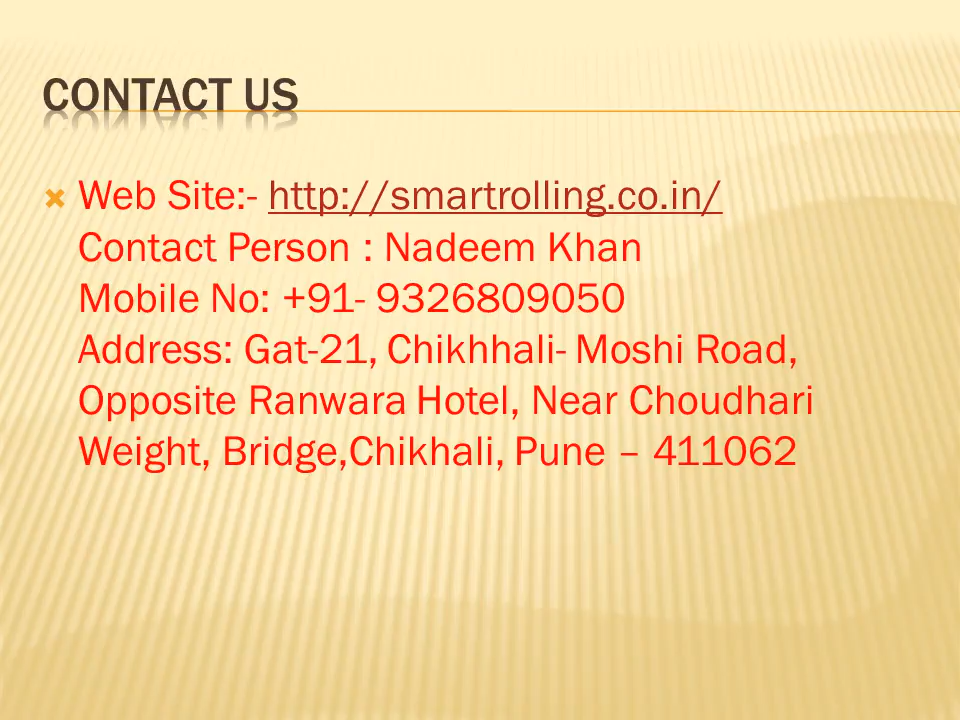 CONTACT US
Web Site:- http://smartrolling.co.in/
Contact Person : Nadeem Khan
Mobile No: +91- 9326809050
Address: Gat-21, Chikhhali- Moshi Road,
Opposite Ranwara Hotel, Near Choudhari
Weight, Bridge,Chikhali, Pune – 411062